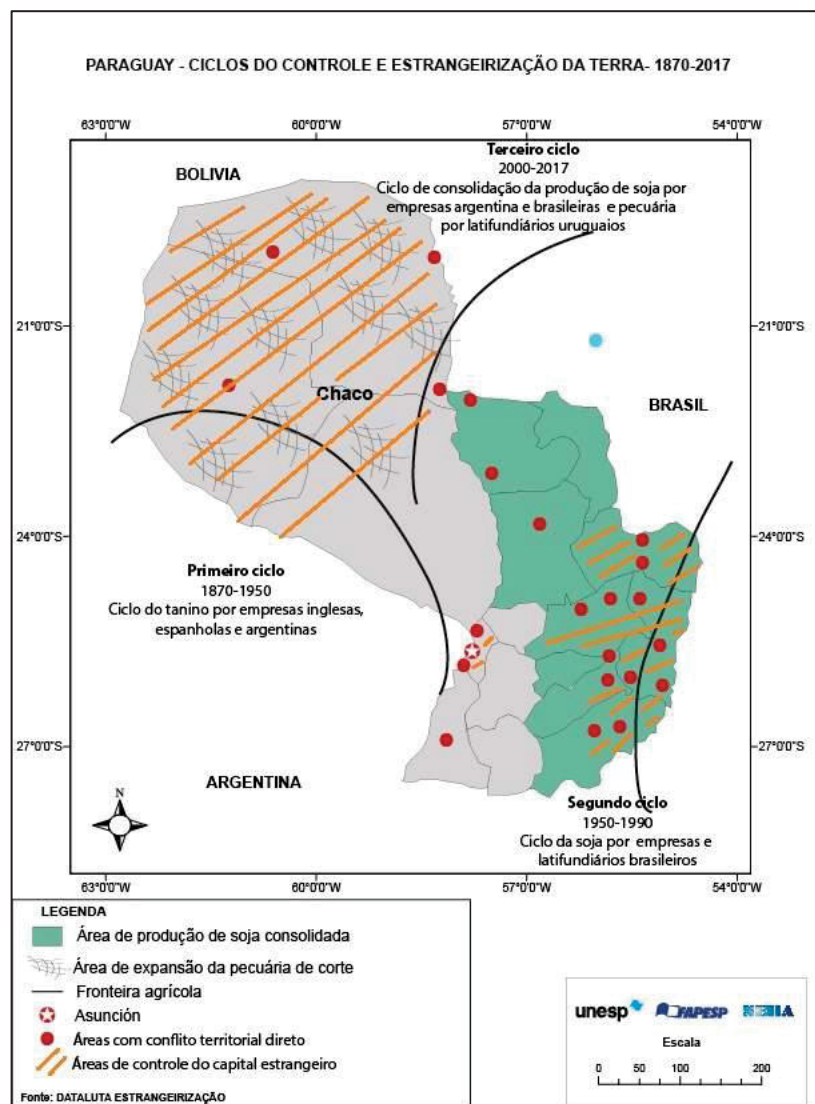 PARAGUAY - CICLOS DO CONTROLE E ESTRANGEIRIZAÇÃO DA TERRA- 1870-2017
63°0'0"W
60°0'0"W
57°0'0"W
54°0'0"W
BOLIVIA
Terceiro ciclo
2000-2017
Ciclo de consolidação da produção de soja por
empresas argentina e brasileiras e pecuária
por latifundiários uruguaios
21°0'0"S
21°0'0"S
Chaco
BRASIL
24°0'0"S
24°0'0"S
Primeiro ciclo
1870-1950
Ciclo do tanino por empresas inglesas,
espanholas e argentinas
27°0'0"S
27°0'0"S
ARGENTINA
N
Segundo ciclo
1950-1990
Ciclo da soja por empresas e
latifundiários brasileiros
63°0'0"W
60°0'0"W
57°0'0"W
54°0'0"W
LEGENDA
Área de produção de soja consolidada
Área de expansão da pecuária de corte
Fronteira agrícola
Asunción
Áreas com conflito territorial direto
Áreas de controle do capital estrangeiro
Fonte: DATALUTA ESTRANGEIRIZAÇÃO
unesp
FAPESP
Escala
0 50 100 200